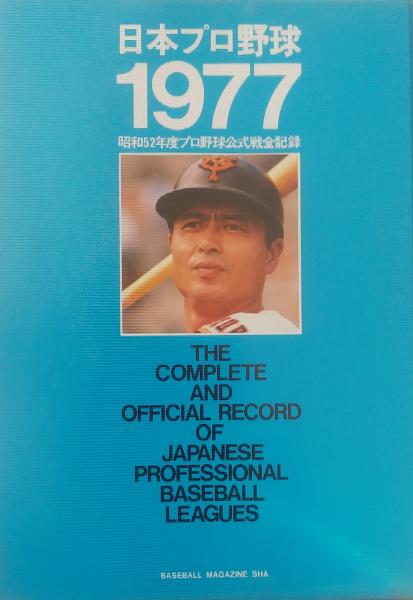 日本プロ野球
1977
昭和52年度プロ野球公式戦全記録
THE
COMPLETE
AND
OFFICIAL RECORD
OF
JAPANESE
PROFESSIONAL
BASEBALL
LEAGUES
BASEBALL MAGAZINE SHA